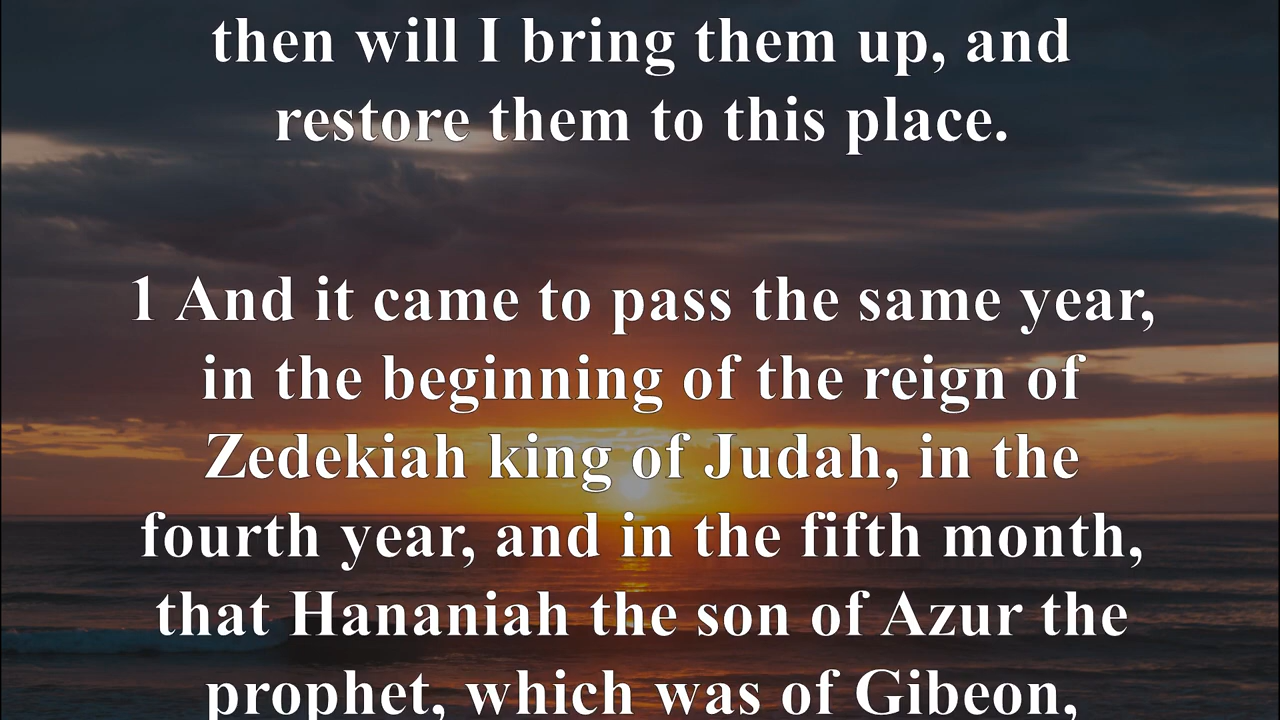 then will I bring them up, and
restore them to this place.
1 And it came to pass the same year,
in the beginning of the reign of
Zedekiah king of Judah, in the
fourth year, and in the fifth month,
that Hananiah the son of Azur the
prophet, which was of Gibeon,